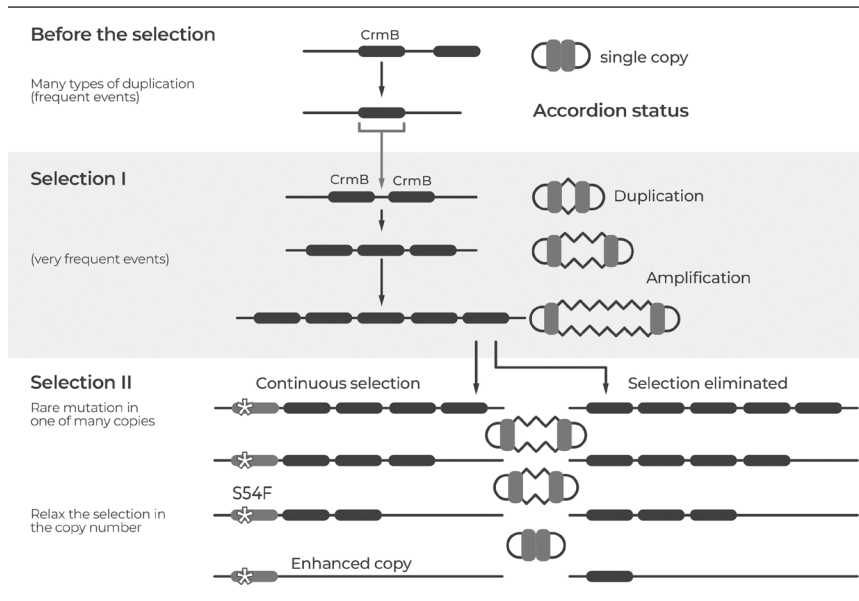 Before the selection
CrmB
single copy
Many types of duplication
(frequent events)
Accordion status
Selection I
CrmB CrmB
Duplication
(very frequent events)
Amplification
Selection II
Continuous selection
Selection eliminated
Rare mutation in
one of many copies
S54F
Relax the selection in
the copy number
Enhanced copy